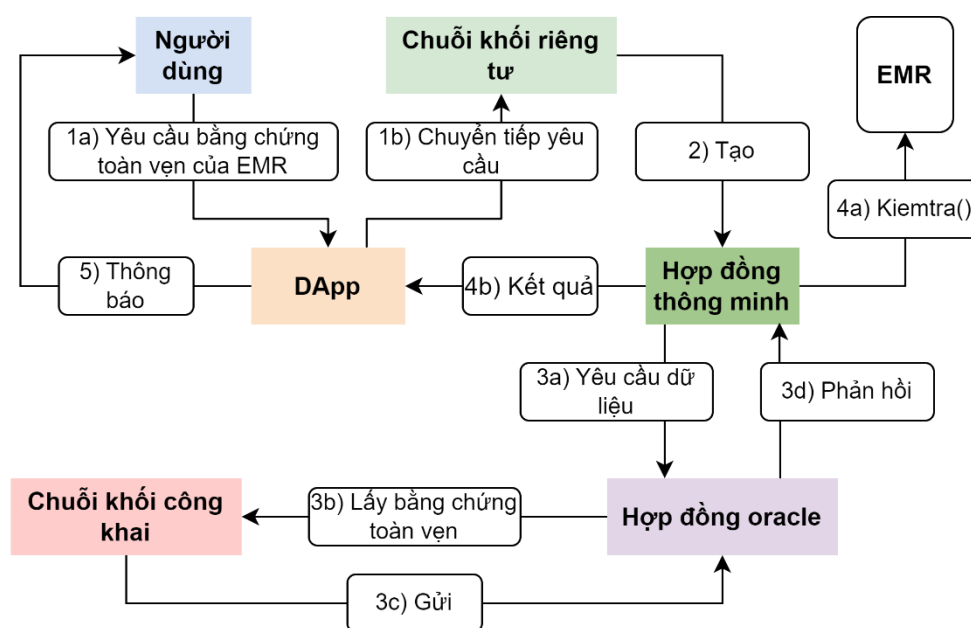 Người
dùng
Chuỗi khối riêng
tư
EMR
1a) Yêu cầu bằng chứng
toàn vẹn của EMR
1b) Chuyển tiếp yêu
cầu
2) Tạo
4a) Kiemtra()
5) Thông
báo
DApp
4b) Kết quả
Hợp đồng
thông minh
3a) Yêu cầu dữ
liệu
3d) Phản hồi
Chuỗi khối công
khai
3b) Lấy bằng chứng
toàn vẹn
Hợp đồng oracle
3c) Gửi